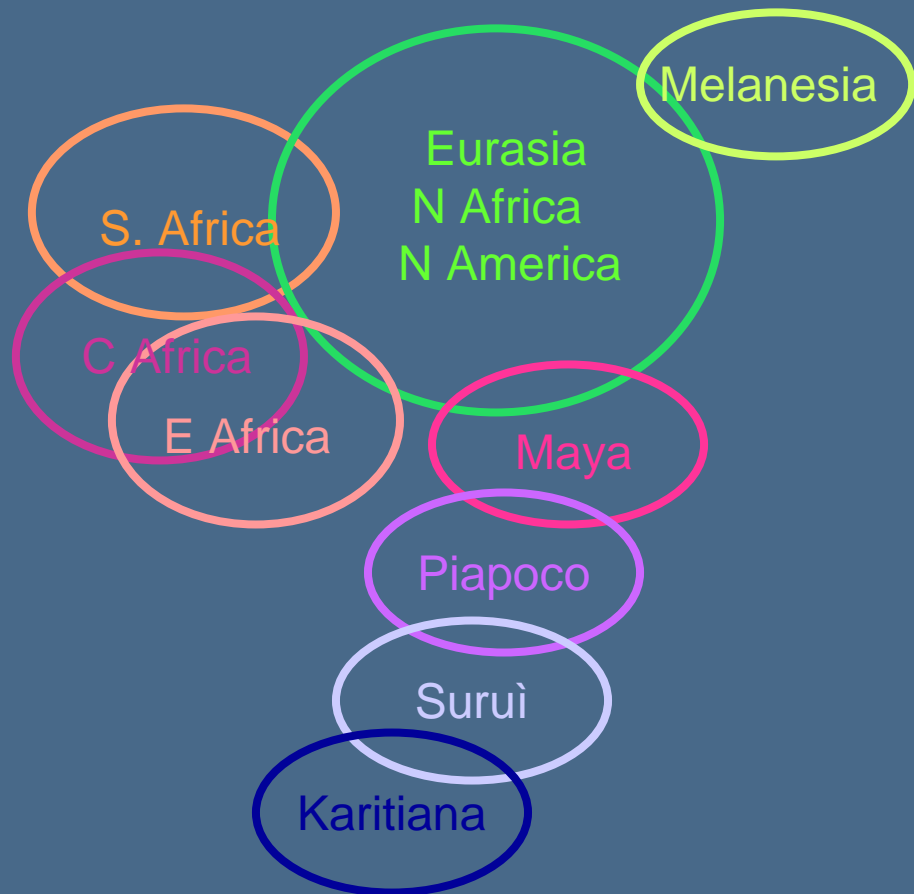 Melanesia
Eurasia
N Africa
N America
S. Africa
C Africa
E Africa
Maya
Piapoco
Suruì
Karitiana